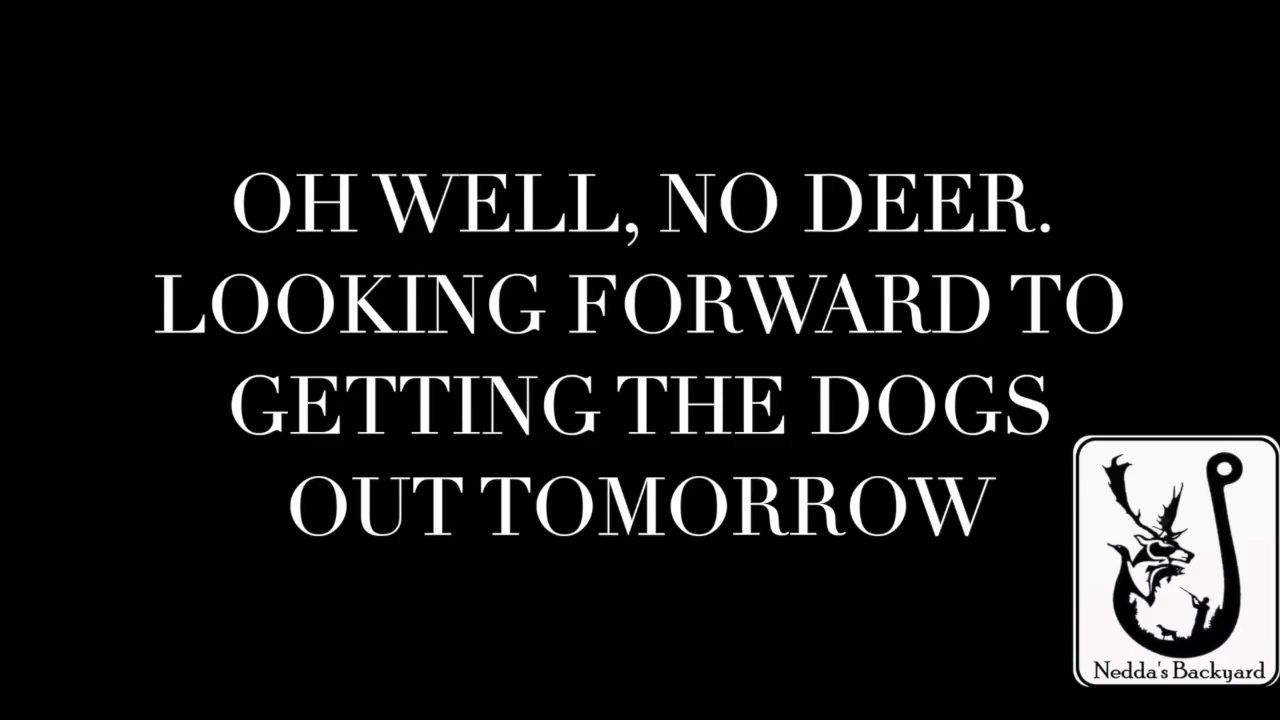 OH WELL, NO DEER.
LOOKING FORWARD TO
GETTING THE DOGS
OUT TOMORROW
Nedda's Backyard